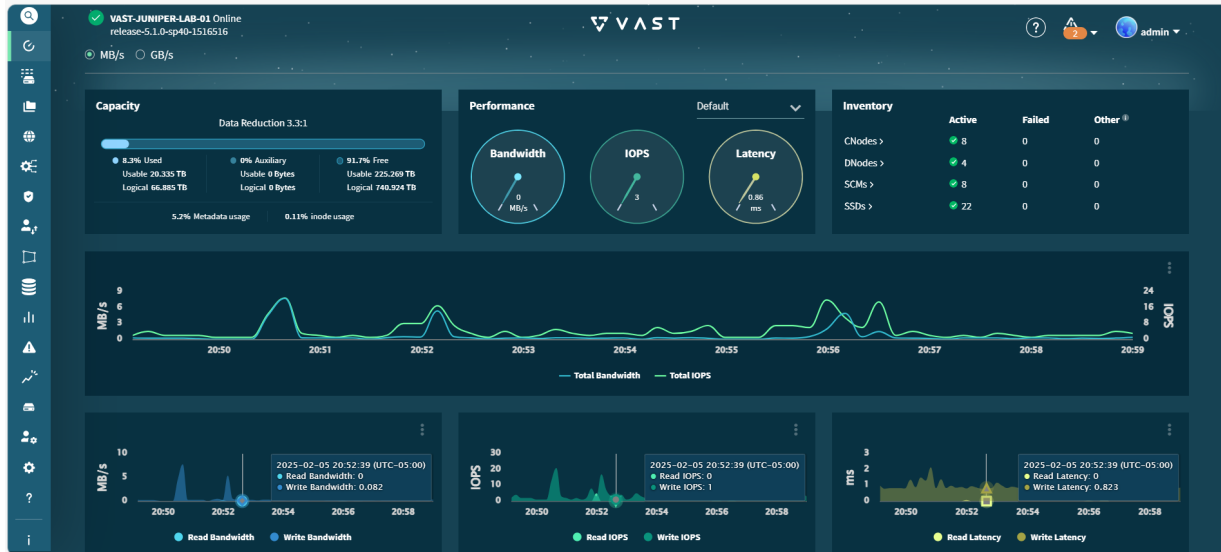 VAST-JUNIPER-LAB-01 Online
release-5.1.0-sp40-1516516
VAST
?
2
admin
MB/s GB/s
Capacity
Data Reduction 3.3:1
8.3% Used 0% Auxiliary 91.7% Free
Usable 20.335 TB Usable 0 Bytes Usable 225.269 TB
Logical 66.885 TB Logical 0 Bytes Logical 740.924 TB
5.2% Metadata usage 0.11% inode usage
Performance Default
Bandwidth IOPS Latency
0 3 0.86
MB/s ms
Inventory
Active Failed Other
CNodes > 8 0 0
DNodes > 4 0 0
SCMs > 8 0 0
SSDs > 22 0 0
MB/s
9
6
3
0
24
16
8
0
IOPS
20:50 20:51 20:52 20:53 20:54 20:55 20:56 20:57 20:58 20:59
Total Bandwidth Total IOPS
MB/s
10
5
0
2025-02-05 20:52:39 (UTC-05:00)
Read Bandwidth: 0
Write Bandwidth: 0.082
20:50 20:52 20:54 20:56 20:58
Read Bandwidth Write Bandwidth
IOPS
30
20
10
0
2025-02-05 20:52:39 (UTC-05:00)
Read IOPS: 0
Write IOPS: 1
20:50 20:52 20:54 20:56 20:58
Read IOPS Write IOPS
ms
3
2
1
0
2025-02-05 20:52:39 (UTC-05:00)
Read Latency: 0
Write Latency: 0.823
20:50 20:52 20:54 20:56 20:58
Read Latency Write Latency
?
i